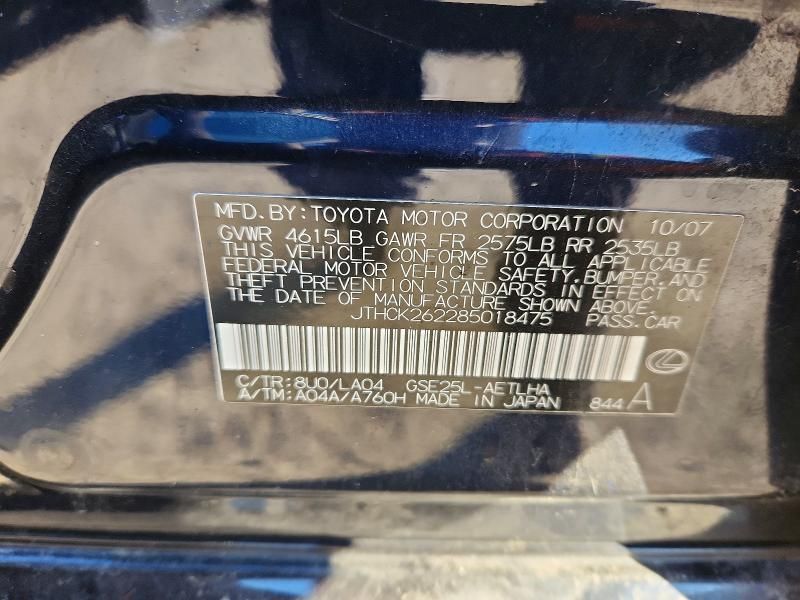 MFD. BY: TOYOTA MOTOR CORPORATION 10/07
GVWR 4615LB GAWR FR 2575LB RR 2535LB
THIS VEHICLE CONFORMS TO ALL APPLICABLE
FEDERAL MOTOR VEHICLE SAFETY, BUMPER, AND
THEFT PREVENTION STANDARDS IN EFFECT ON
THE DATE OF MANUFACTURE SHOWN ABOVE.
JTHCK262285018475 PASS. CAR
C/TR: 8U0/LA04 GSE25L-AETLHA
A/TM: A04A/A760H MADE IN JAPAN 844 A